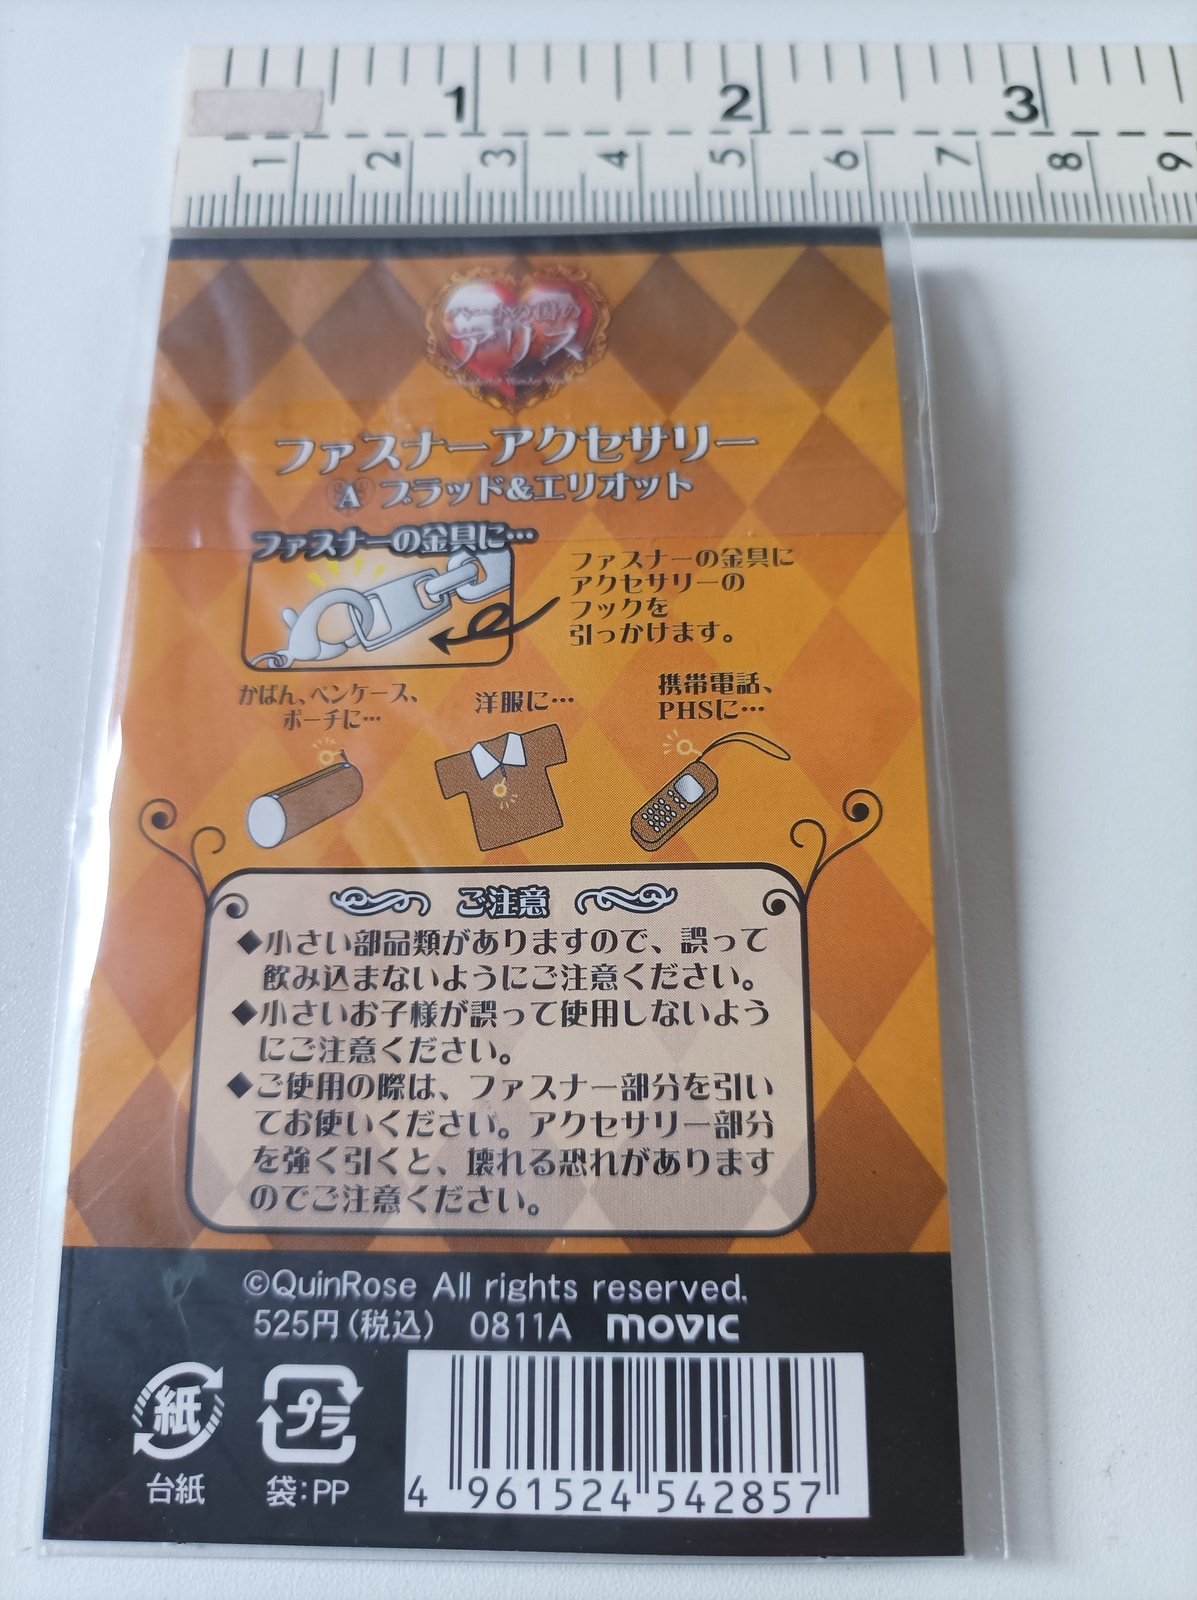 1 2 3
1 2 3 4 5 6 7 8 9
ハートの国の
アリス
ファスナーアクセサリー
A ブラッド&エリオット
ファスナーの金具に…
ファスナーの金具に
アクセサリーの
フックを
引っかけます。
かばん、ペンケース、
ポーチに…
洋服に…
携帯電話、
PHSに…
ご注意
◆小さい部品類がありますので、誤って
飲み込まないようにご注意ください。
◆小さいお子様が誤って使用しないよう
にご注意ください。
◆ご使用の際は、ファスナー部分を引い
てお使いください。アクセサリー部分
を強く引くと、壊れる恐れがあります
のでご注意ください。
©QuinRose All rights reserved.
525円(税込) 0811A movic
紙
台紙
プラ
袋:PP
4 961524 542857